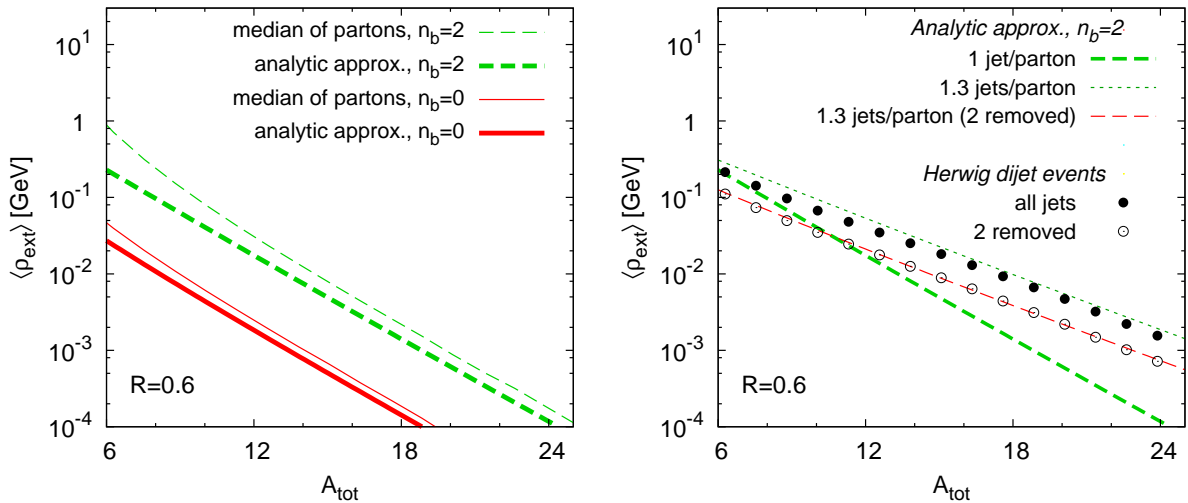 median of partons, n_b=2
analytic approx., n_b=2
median of partons, n_b=0
analytic approx., n_b=0
10^1
1
10^-1
10^-2
10^-3
10^-4
⟨ρ_ext⟩ [GeV]
R=0.6
6 12 18 24
A_tot
Analytic approx., n_b=2
1 jet/parton
1.3 jets/parton
1.3 jets/parton (2 removed)
Herwig dijet events
all jets
2 removed
10^1
1
10^-1
10^-2
10^-3
10^-4
⟨ρ_ext⟩ [GeV]
R=0.6
6 12 18 24
A_tot